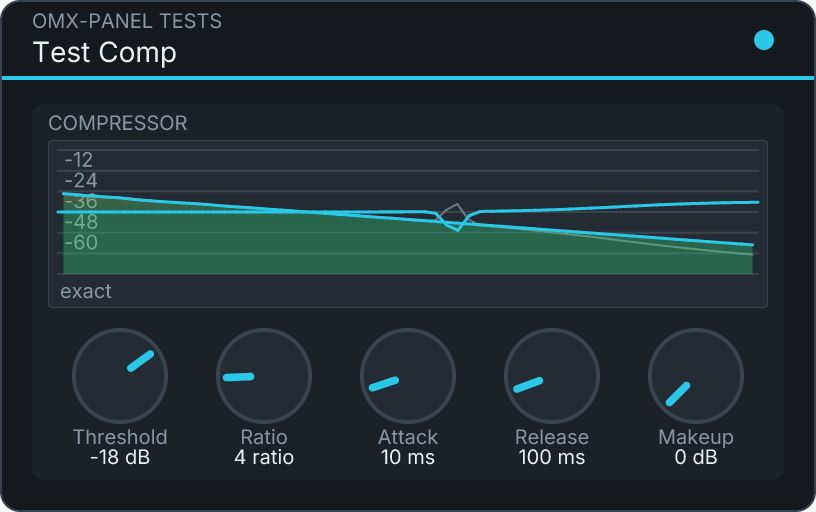 OMX-PANEL TESTS
Test Comp
COMPRESSOR
-12
-24
-36
-48
-60
exact
Threshold Ratio Attack Release Makeup
-18 dB 4 ratio 10 ms 100 ms 0 dB